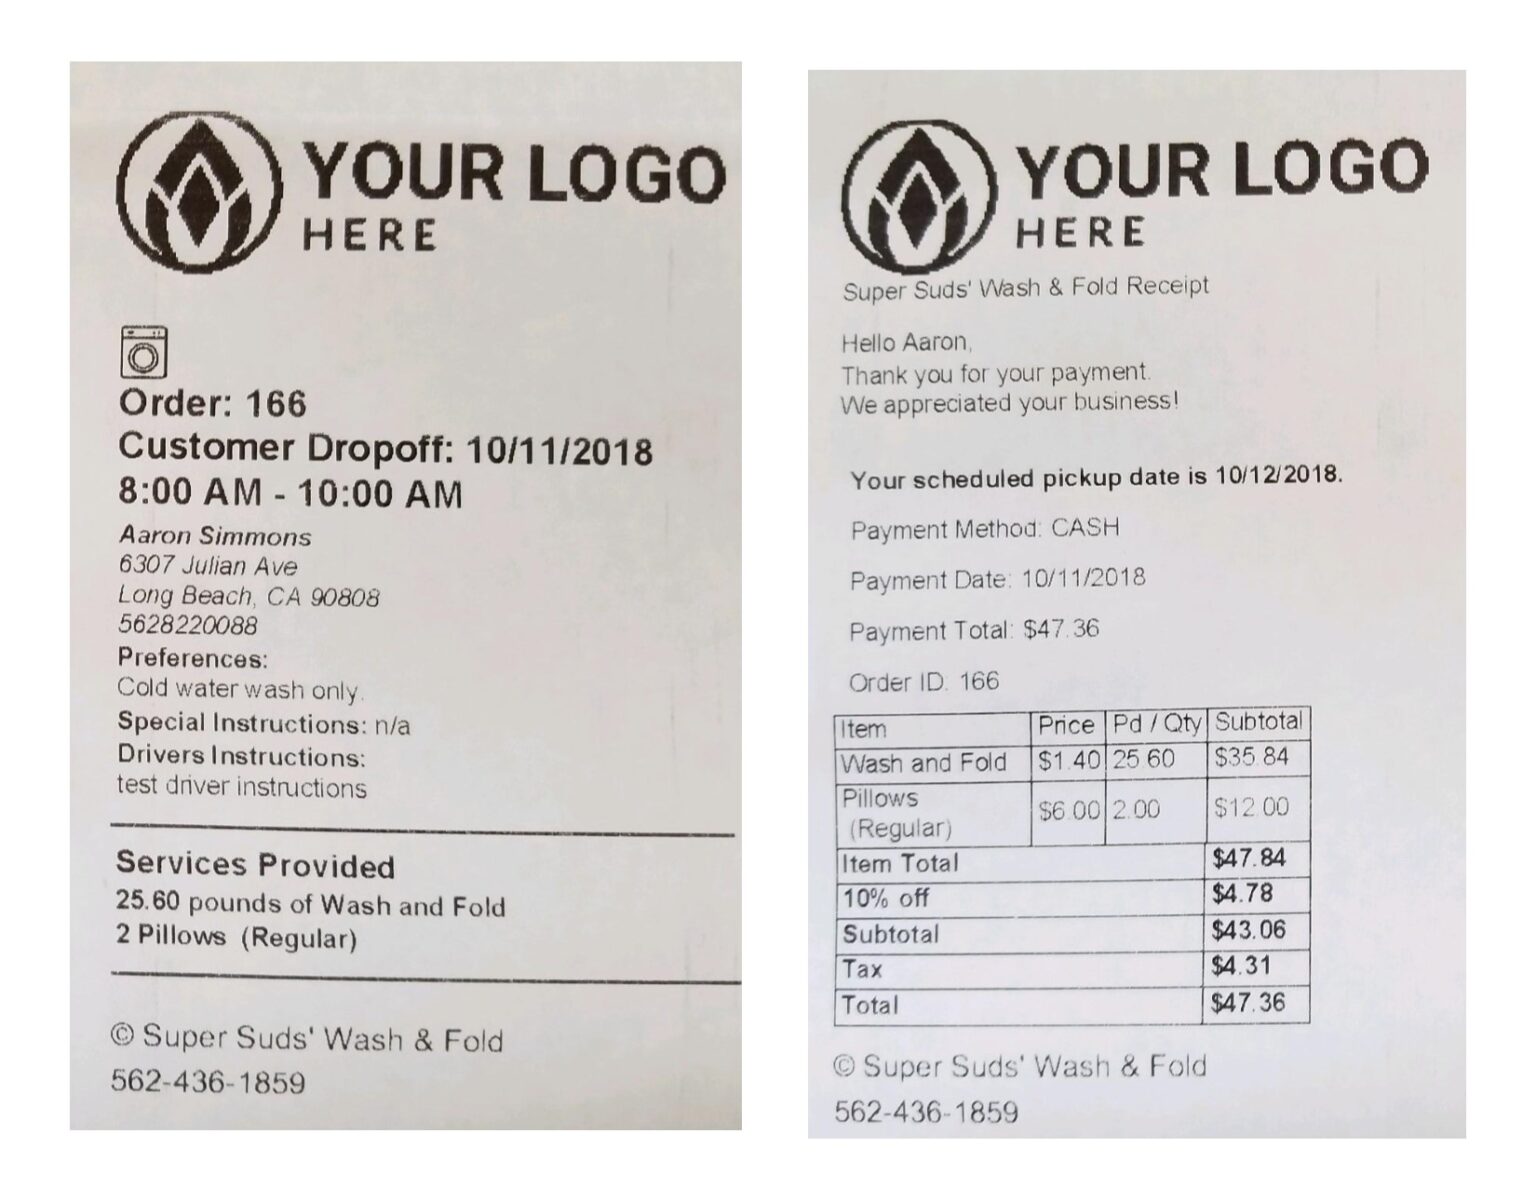 YOUR LOGO
HERE
Order: 166
Customer Dropoff: 10/11/2018
8:00 AM - 10:00 AM
Aaron Simmons
6307 Julian Ave
Long Beach, CA 90808
5628220088
Preferences:
Cold water wash only.
Special Instructions: n/a
Drivers Instructions:
test driver instructions
Services Provided
25.60 pounds of Wash and Fold
2 Pillows (Regular)
© Super Suds' Wash & Fold
562-436-1859
YOUR LOGO
HERE
Super Suds' Wash & Fold Receipt
Hello Aaron,
Thank you for your payment.
We appreciated your business!
Your scheduled pickup date is 10/12/2018.
Payment Method: CASH
Payment Date: 10/11/2018
Payment Total: $47.36
Order ID: 166
Item Price Pd / Qty Subtotal
Wash and Fold $1.40 25.60 $35.84
Pillows
(Regular) $6.00 2.00 $12.00
Item Total $47.84
10% off $4.78
Subtotal $43.06
Tax $4.31
Total $47.36
© Super Suds' Wash & Fold
562-436-1859